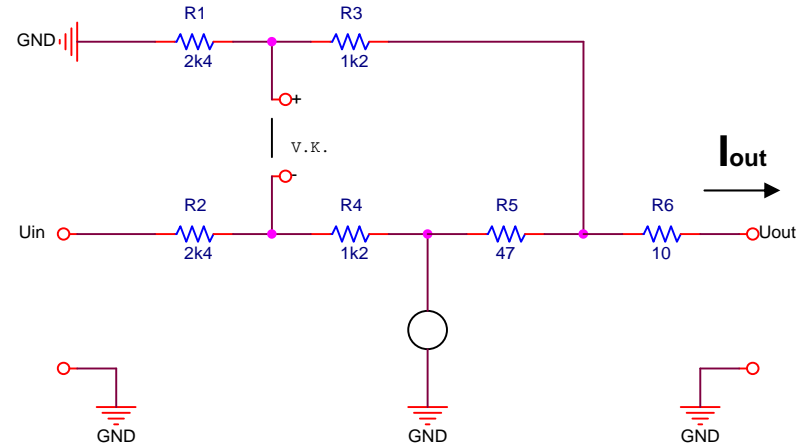 R1
R3
GND
2k4
1k2
+
V.K.
-
Iout
R2
R4
R5
R6
Uin
Uout
2k4
1k2
47
10
GND
GND
GND